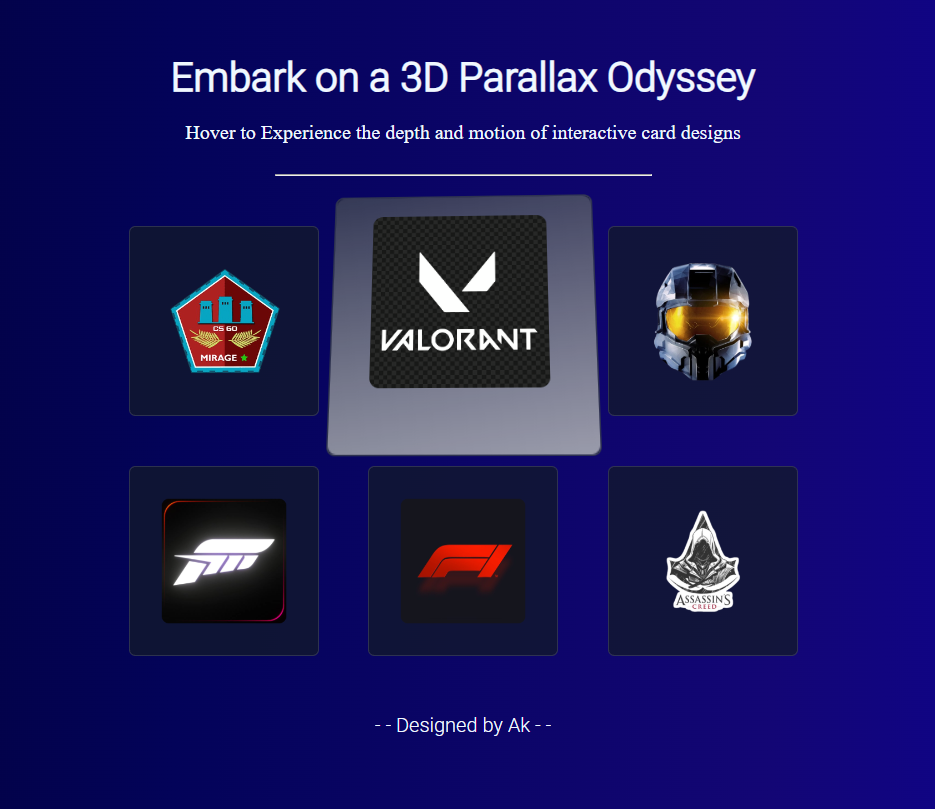 Embark on a 3D Parallax Odyssey
Hover to Experience the depth and motion of interactive card designs
VALORANT
CS GO
MIRAGE
ASSASSIN'S
CREED
- - Designed by Ak - -